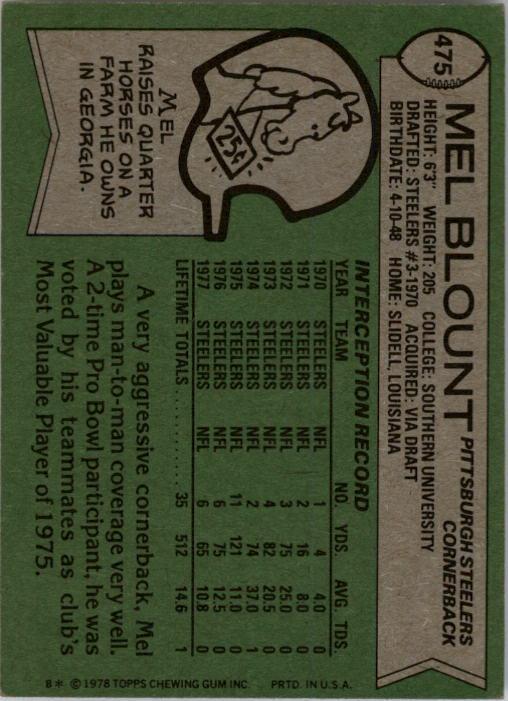 475
MEL BLOUNT
PITTSBURGH STEELERS
CORNERBACK
HEIGHT: 6'3" WEIGHT: 205 COLLEGE: SOUTHERN UNIVERSITY
DRAFTED: STEELERS #3-1970 ACQUIRED: VIA DRAFT
BIRTHDATE: 4-10-48 HOME: SLIDELL, LOUISIANA
25¢
MEL
RAISES QUARTER
HORSES ON A
FARM HE OWNS
IN GEORGIA.
INTERCEPTION RECORD
YEAR TEAM NO. YDS. AVG. TDS.
1970 STEELERS NFL 1 4 4.0 0
1971 STEELERS NFL 2 16 8.0 0
1972 STEELERS NFL 3 75 25.0 0
1973 STEELERS NFL 4 82 20.5 0
1974 STEELERS NFL 2 74 37.0 1
1975 STEELERS NFL 11 121 11.0 0
1976 STEELERS NFL 6 75 12.5 0
1977 STEELERS NFL 6 65 10.8 0
LIFETIME TOTALS .......... 35 512 14.6 1
A very aggressive cornerback, Mel
plays man-to-man coverage very well.
A 2-time Pro Bowl participant, he was
voted by his teammates as club's
Most Valuable Player of 1975.
8* © 1978 TOPPS CHEWING GUM INC. PRTD. IN U.S.A.